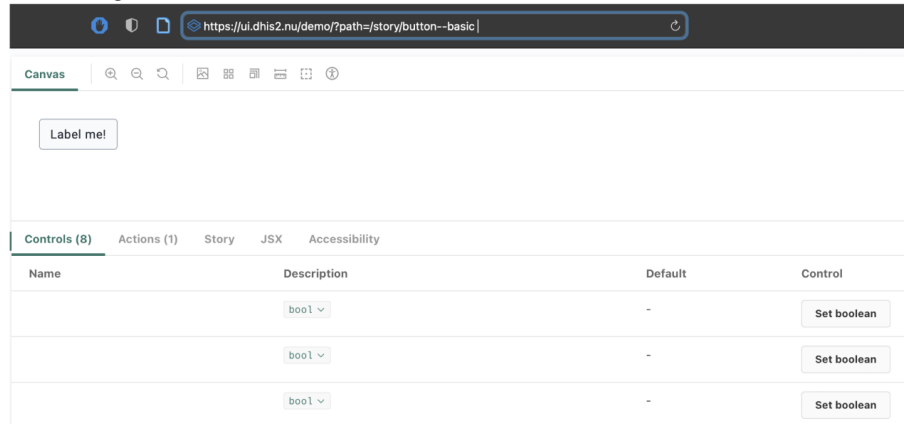 https://ui.dhis2.nu/demo/?path=/story/button--basic
Canvas
Label me!
Controls (8) Actions (1) Story JSX Accessibility
Name Description Default Control
bool - Set boolean
bool - Set boolean
bool - Set boolean